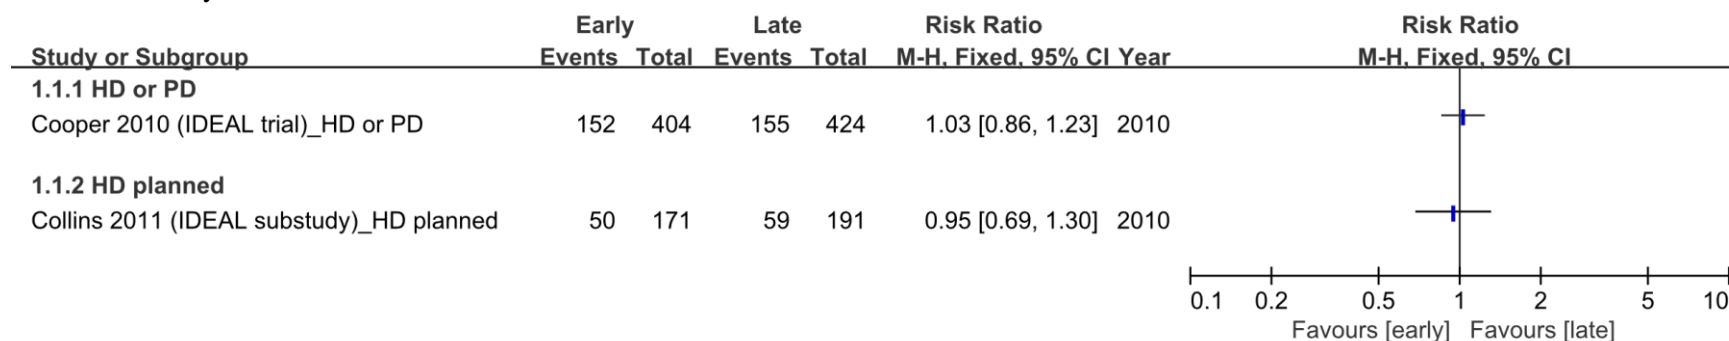 Early Late Risk Ratio Risk Ratio
Study or Subgroup Events Total Events Total M-H, Fixed, 95% CI Year M-H, Fixed, 95% CI
1.1.1 HD or PD
Cooper 2010 (IDEAL trial)_HD or PD 152 404 155 424 1.03 [0.86, 1.23] 2010
1.1.2 HD planned
Collins 2011 (IDEAL substudy)_HD planned 50 171 59 191 0.95 [0.69, 1.30] 2010
0.1 0.2 0.5 1 2 5 10
Favours [early] Favours [late]